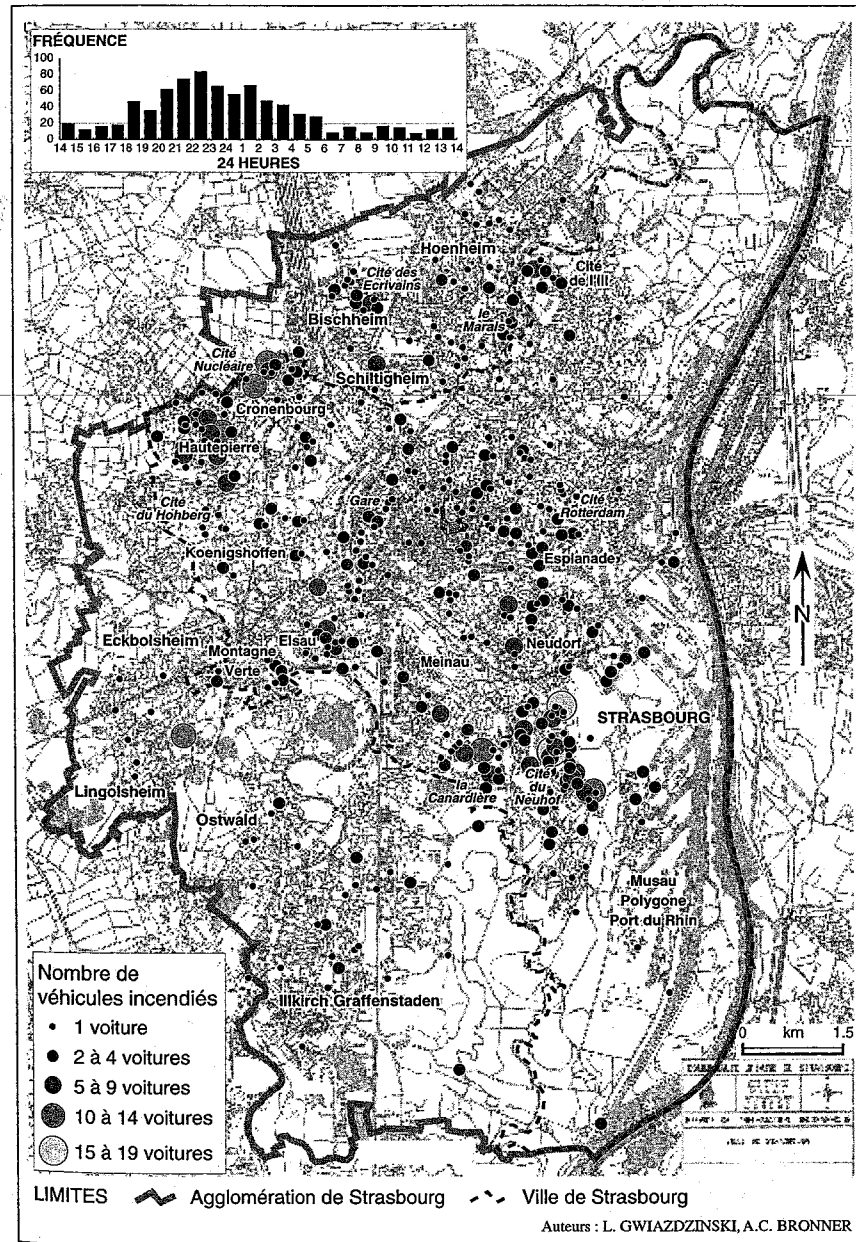 FRÉQUENCE
100
80
60
40
20
0
14 15 16 17 18 19 20 21 22 23 24 1 2 3 4 5 6 7 8 9 10 11 12 13 14
24 HEURES
Hoenheim
Cité des
Ecrivains
Cité
de l'Ill
Bischheim
le
Marais
Cité
Nucléaire
Schiltigheim
Cronenbourg
Hautepierre
Cité
du Hohberg
Gare
Cité
Rotterdam
Koenigshoffen
Esplanade
N
Eckbolsheim
Montagne
Verte
Elsau
Meinau
Neudorf
STRASBOURG
Lingolsheim
la
Canardière
Cité
du
Neuhof
Ostwald
Musau
Polygone
Port du Rhin
Illkirch Graffenstaden
Nombre de
véhicules incendiés
1 voiture
2 à 4 voitures
5 à 9 voitures
10 à 14 voitures
15 à 19 voitures
0 km 1.5
LIMITES Agglomération de Strasbourg Ville de Strasbourg
Auteurs : L. GWIAZDZINSKI, A.C. BRONNER